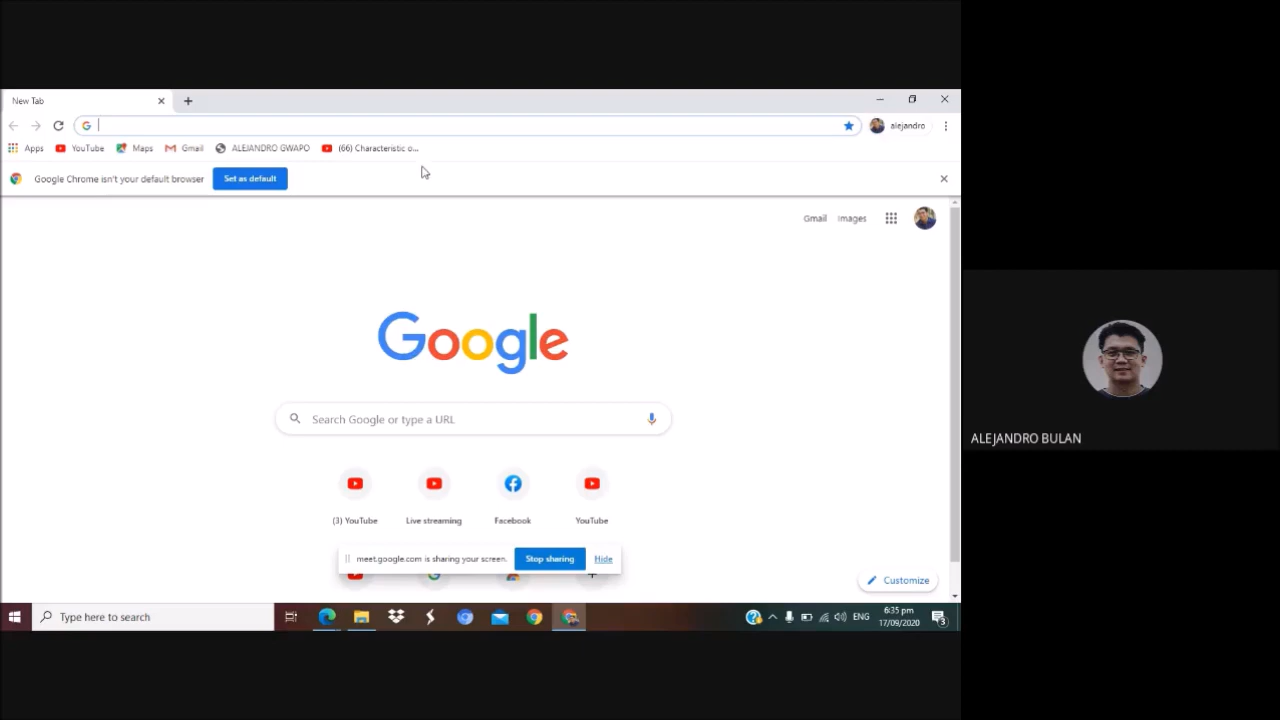 New Tab
alejandro
Apps YouTube Maps Gmail ALEJANDRO GWAPO (66) Characteristic o...
Google Chrome isn't your default browser Set as default
Gmail Images
Google
Search Google or type a URL
(3) YouTube Live streaming Facebook YouTube
meet.google.com is sharing your screen. Stop sharing Hide
Customize
Type here to search
ENG
6:35 pm
17/09/2020
3
ALEJANDRO BULAN